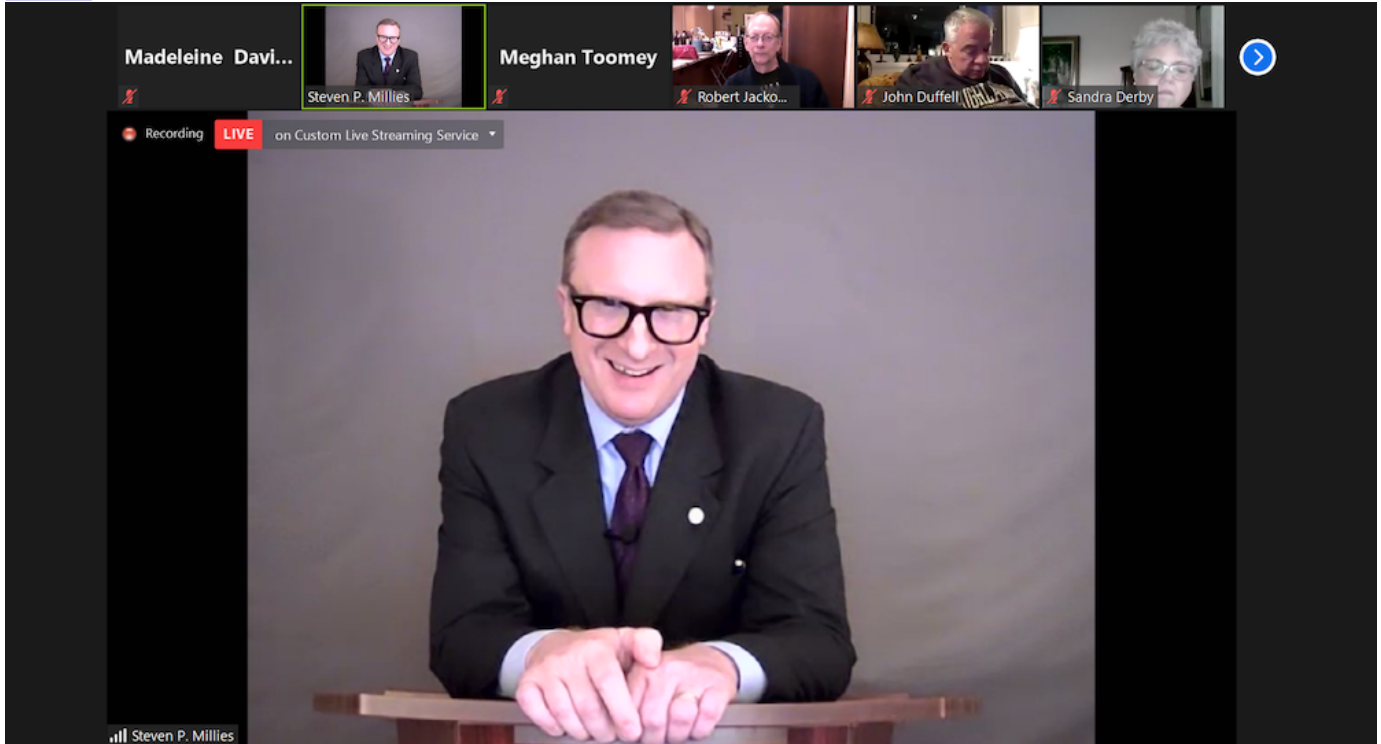 Madeleine Davi...
Steven P. Millies
Meghan Toomey
Robert Jacko...
John Duffell
Sandra Derby
Recording
LIVE
on Custom Live Streaming Service
Steven P. Millies